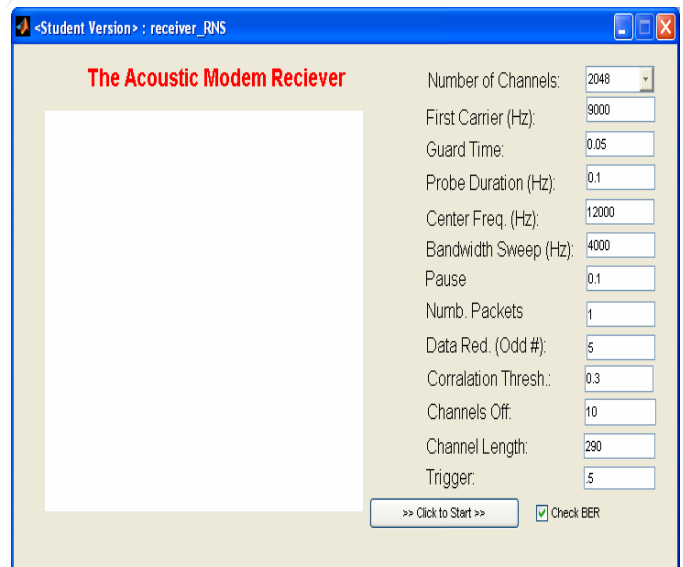 <Student Version> : receiver_RNS
The Acoustic Modem Reciever
Number of Channels: 2048
First Carrier (Hz): 9000
Guard Time: 0.05
Probe Duration (Hz): 0.1
Center Freq. (Hz): 12000
Bandwidth Sweep (Hz): 4000
Pause 0.1
Numb. Packets 1
Data Red. (Odd #): 5
Corralation Thresh.: 0.3
Channels Off: 10
Channel Length: 290
Trigger: .5
>> Click to Start >> Check BER